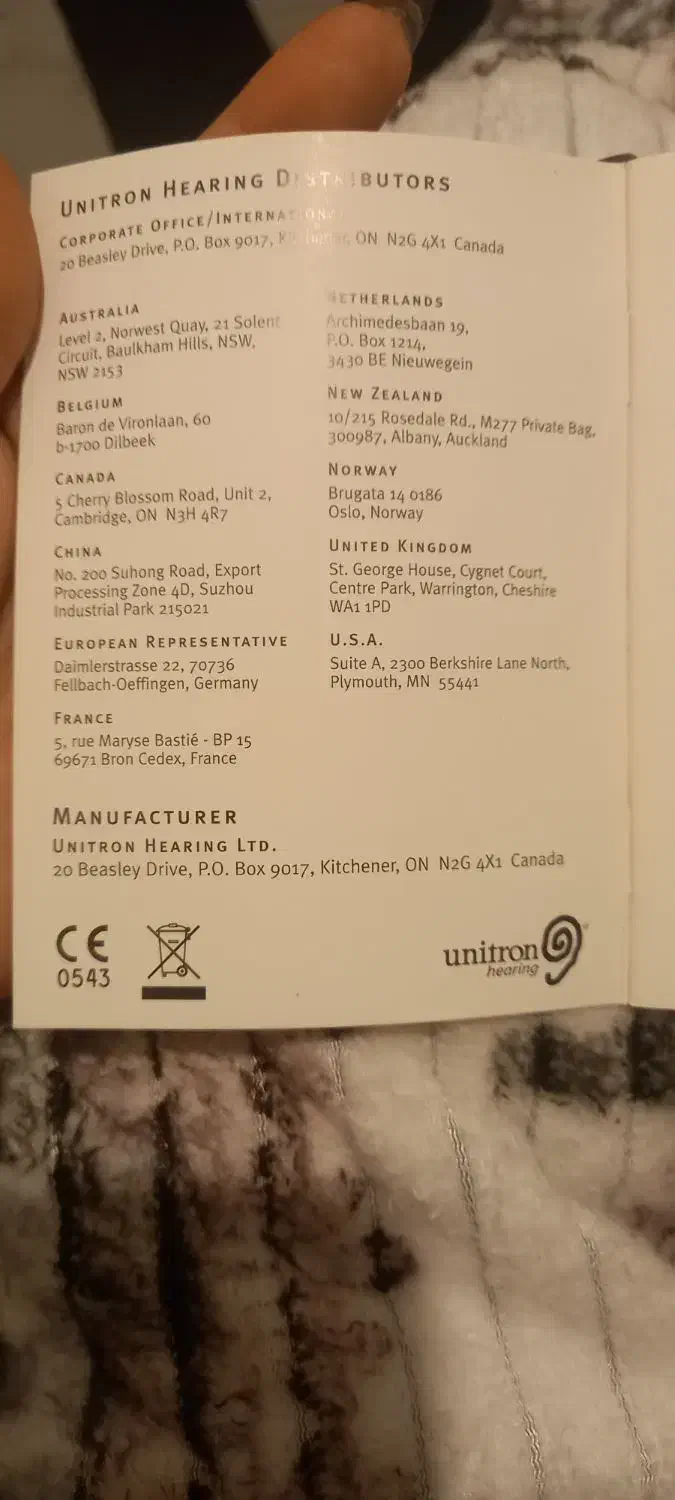 UNITRON HEARING DISTRIBUTORS
CORPORATE OFFICE/INTERNATIONAL
20 Beasley Drive, P.O. Box 9017, Kitchener, ON N2G 4X1 Canada
AUSTRALIA
Level 2, Norwest Quay, 21 Solent
Circuit, Baulkham Hills, NSW,
NSW 2153
BELGIUM
Baron de Vironlaan, 60
b-1700 Dilbeek
CANADA
5 Cherry Blossom Road, Unit 2,
Cambridge, ON N3H 4R7
CHINA
No. 200 Suhong Road, Export
Processing Zone 4D, Suzhou
Industrial Park 215021
EUROPEAN REPRESENTATIVE
Daimlerstrasse 22, 70736
Fellbach-Oeffingen, Germany
FRANCE
5, rue Maryse Bastié - BP 15
69671 Bron Cedex, France
NETHERLANDS
Archimedesbaan 19,
P.O. Box 1214,
3430 BE Nieuwegein
NEW ZEALAND
10/215 Rosedale Rd., M277 Private Bag,
300987, Albany, Auckland
NORWAY
Brugata 14 0186
Oslo, Norway
UNITED KINGDOM
St. George House, Cygnet Court,
Centre Park, Warrington, Cheshire
WA1 1PD
U.S.A.
Suite A, 2300 Berkshire Lane North,
Plymouth, MN 55441
MANUFACTURER
UNITRON HEARING LTD.
20 Beasley Drive, P.O. Box 9017, Kitchener, ON N2G 4X1 Canada
CE
0543
unitron
hearing